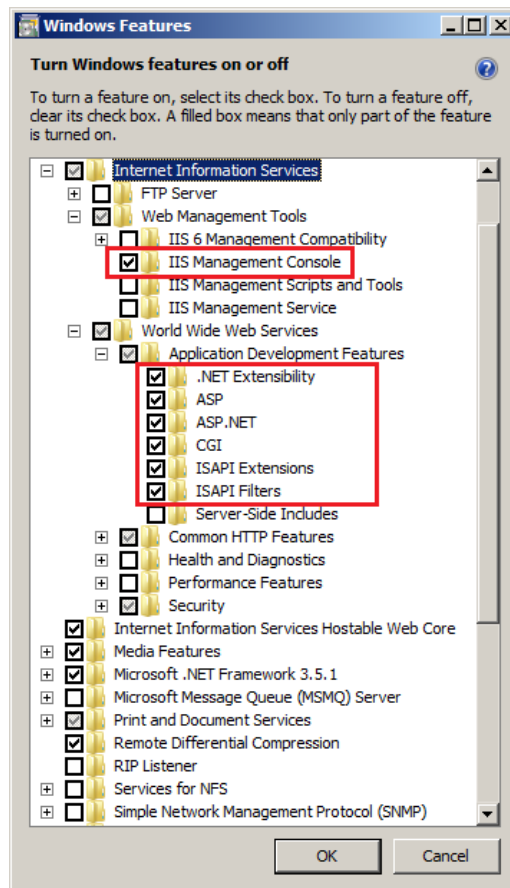 Windows Features
Turn Windows features on or off
To turn a feature on, select its check box. To turn a feature off,
clear its check box. A filled box means that only part of the feature
is turned on.
Internet Information Services
FTP Server
Web Management Tools
IIS 6 Management Compatibility
IIS Management Console
IIS Management Scripts and Tools
IIS Management Service
World Wide Web Services
Application Development Features
.NET Extensibility
ASP
ASP.NET
CGI
ISAPI Extensions
ISAPI Filters
Server-Side Includes
Common HTTP Features
Health and Diagnostics
Performance Features
Security
Internet Information Services Hostable Web Core
Media Features
Microsoft .NET Framework 3.5.1
Microsoft Message Queue (MSMQ) Server
Print and Document Services
Remote Differential Compression
RIP Listener
Services for NFS
Simple Network Management Protocol (SNMP)
OK Cancel